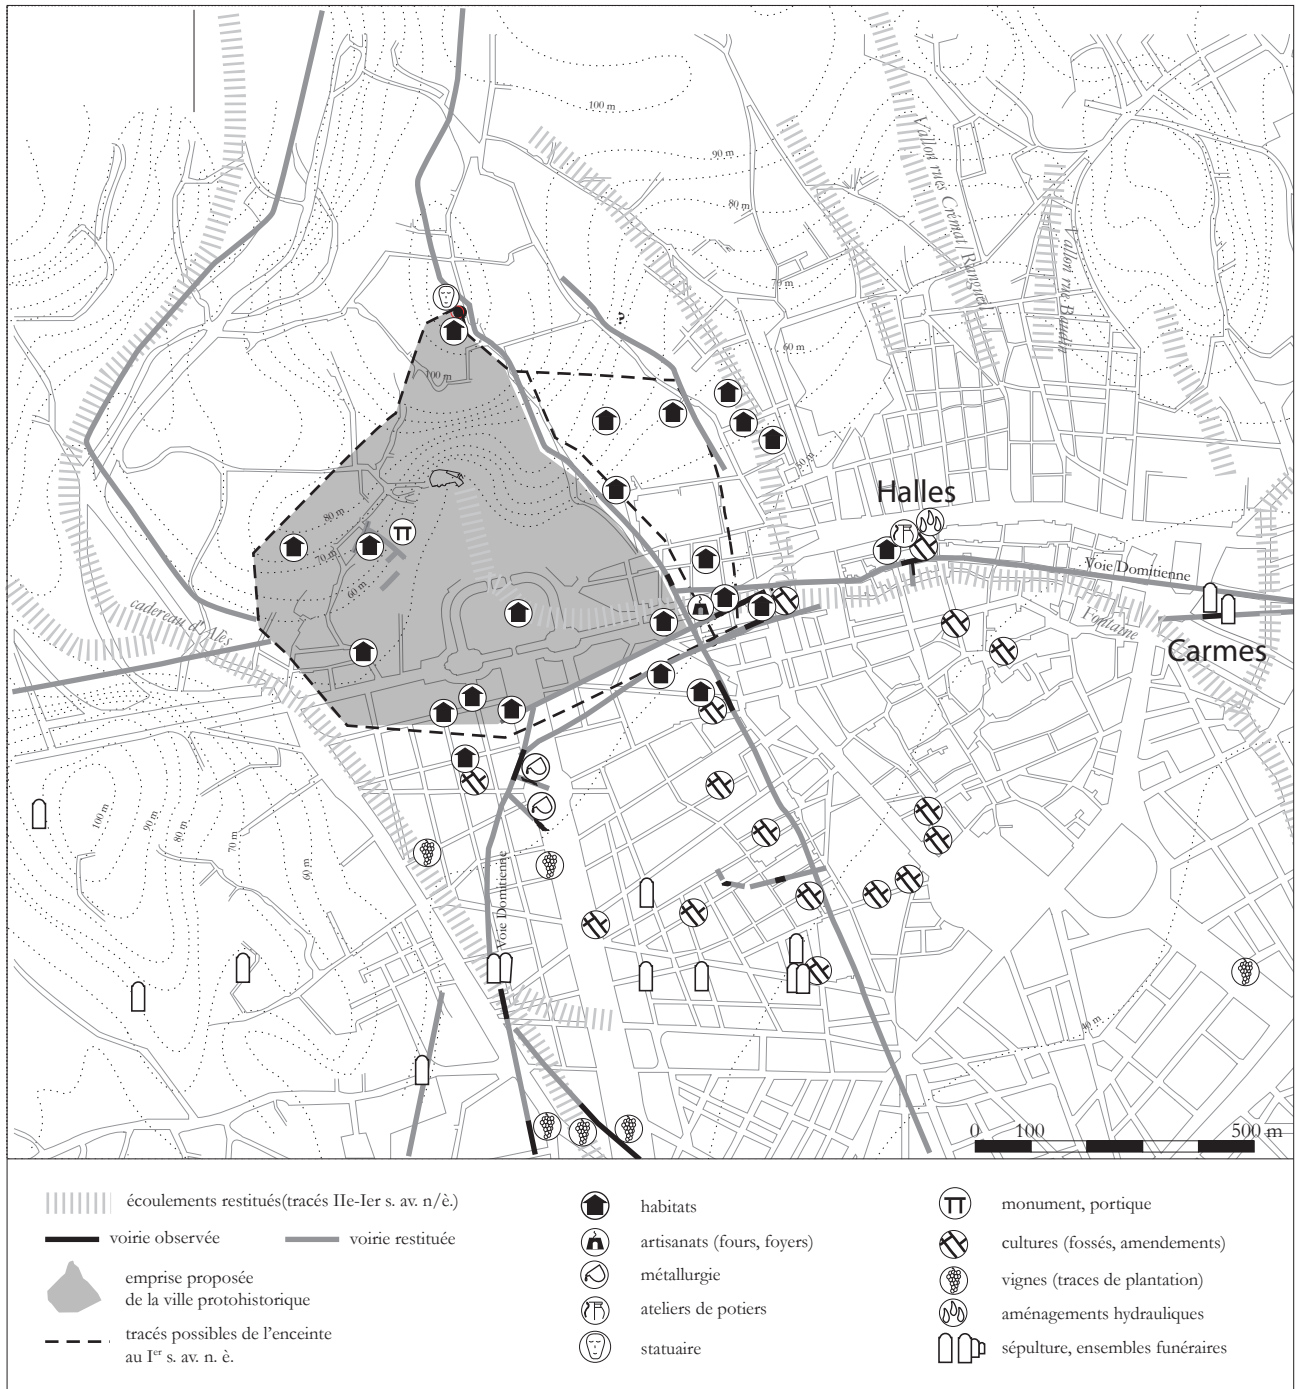 100 m
90 m
80 m
70 m
60 m
50 m
Vallon rues Crémat / Ranguel
Vallon rue Baudin
?
100 m
80 m
70 m
60 m
Halles
Voie Domitienne
Fontaine
Carmes
cadereau d'Alès
100 m
90 m
80 m
70 m
60 m
Voie Domitienne
40 m
0 100 500 m
écoulements restitués(tracés IIe-Ier s. av. n/è.)
voirie observée
voirie restituée
emprise proposée
de la ville protohistorique
tracés possibles de l'enceinte
au Ier s. av. n. è.
habitats
artisanats (fours, foyers)
métallurgie
ateliers de potiers
statuaire
monument, portique
cultures (fossés, amendements)
vignes (traces de plantation)
aménagements hydrauliques
sépulture, ensembles funéraires